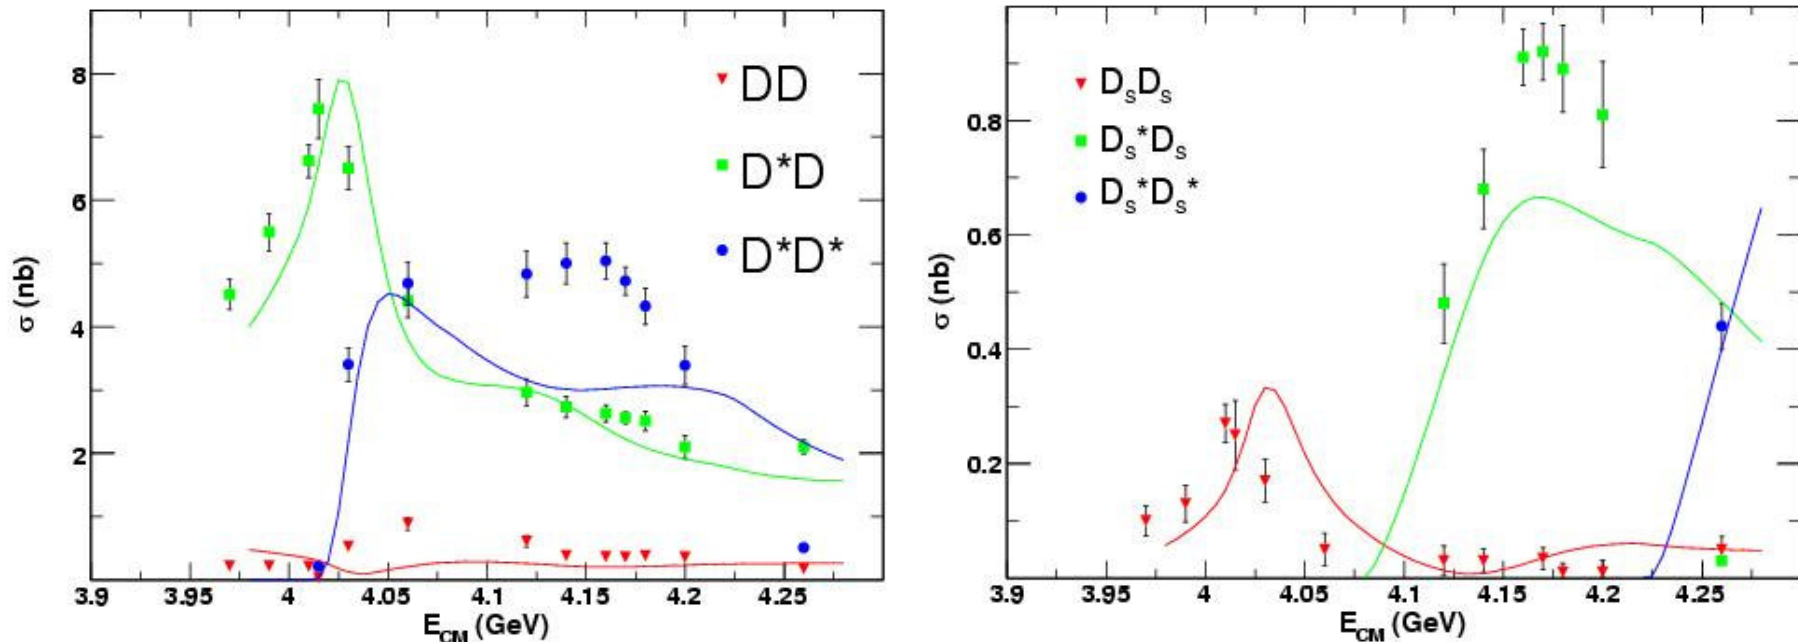 8
6
4
2
σ (nb)
DD
D*D
D*D*
3.9 3.95 4 4.05 4.1 4.15 4.2 4.25
E_CM (GeV)
0.8
0.6
0.4
0.2
0
σ (nb)
D_sD_s
D_s*D_s
D_s*D_s*
3.9 3.95 4 4.05 4.1 4.15 4.2 4.25
E_CM (GeV)